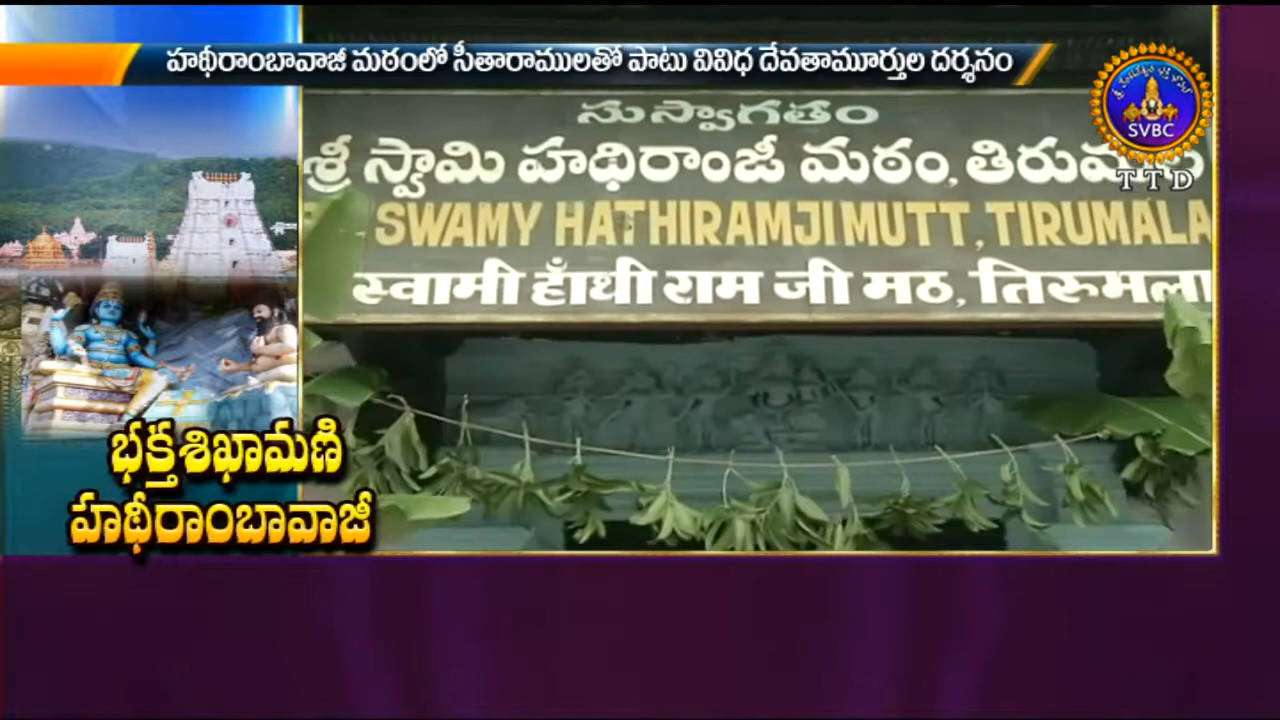 హథీరాంబావాజీ మఠంలో సీతారాములతో పాటు వివిధ దేవతామూర్తుల దర్శనం
SVBC
TTD
సుస్వాగతం
శ్రీ స్వామి హథిరాంజీ మఠం, తిరుమల
SWAMY HATHIRAMJI MUTT, TIRUMALA
स्वामी हाँथी राम जी मठ, तिरूमला
భక్తశిఖామణి
హథీరాంబావాజీ